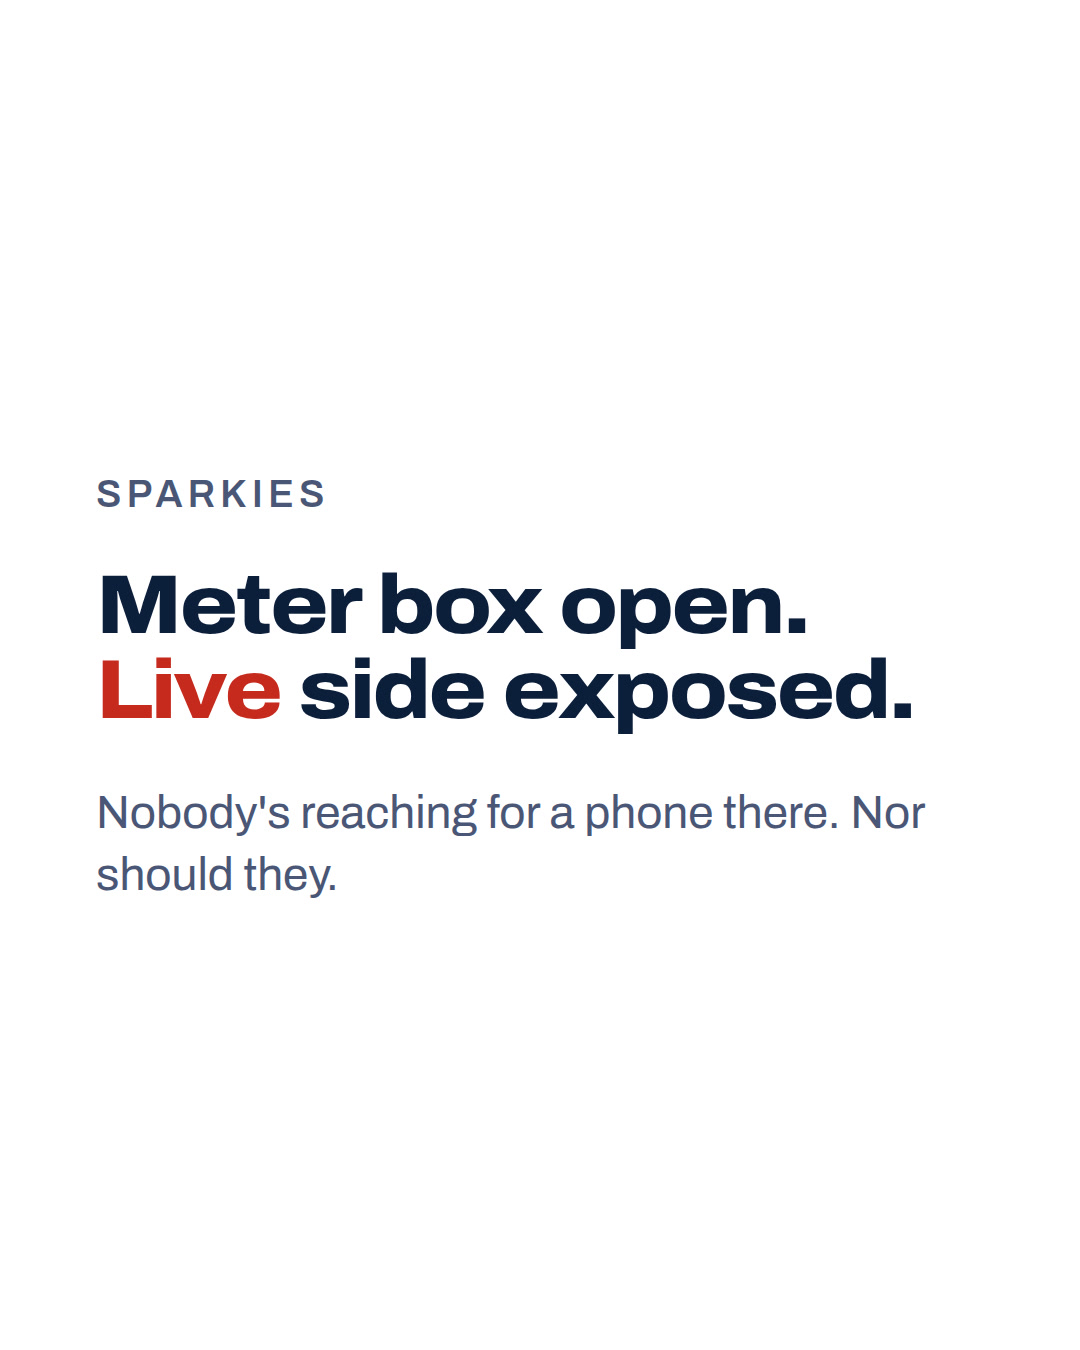 SPARKIES
Meter box open.
Live side exposed.
Nobody's reaching for a phone there. Nor
should they.